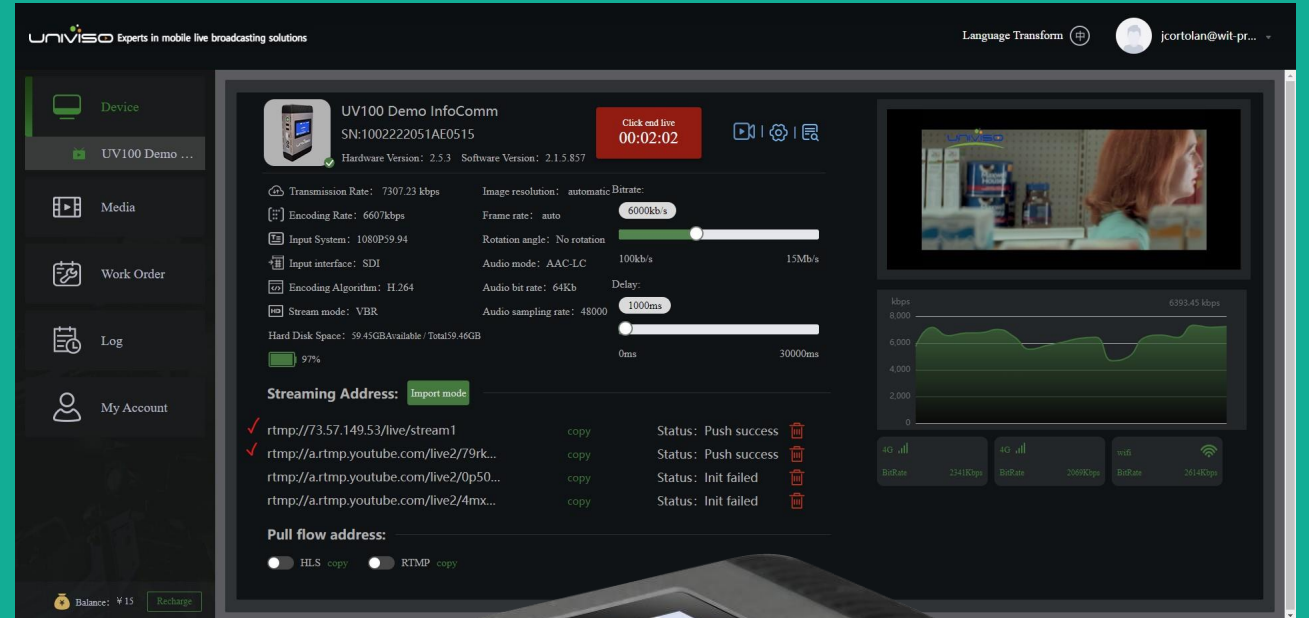 UNIVISO Experts in mobile live broadcasting solutions
Language Transform 中
jcortolan@wit-pr...
Device
UV100 Demo ...
Media
Work Order
Log
My Account
Balance: ¥ 15 Recharge
UV100 Demo InfoComm
SN:1002222051AE0515
Hardware Version: 2.5.3 Software Version: 2.1.5.857
Click end live
00:02:02
Transmission Rate: 7307.23 kbps
Encoding Rate: 6607kbps
Input System: 1080P59.94
Input interface: SDI
Encoding Algorithm: H.264
HD Stream mode: VBR
Hard Disk Space: 59.45GBAvailable / Total59.46GB
97%
Image resolution: automatic
Frame rate: auto
Rotation angle: No rotation
Audio mode: AAC-LC
Audio bit rate: 64Kb
Audio sampling rate: 48000
Bitrate:
6000kb/s
100kb/s 15Mb/s
Delay:
1000ms
0ms 30000ms
Streaming Address: Import mode
rtmp://73.57.149.53/live/stream1 copy Status: Push success
rtmp://a.rtmp.youtube.com/live2/79rk... copy Status: Push success
rtmp://a.rtmp.youtube.com/live2/0p50... copy Status: Init failed
rtmp://a.rtmp.youtube.com/live2/4mx... copy Status: Init failed
Pull flow address:
HLS copy RTMP copy
UNIVISO
kbps 6393.45 kbps
8,000
6,000
4,000
2,000
0
4G
BitRate 2341Kbps
4G
BitRate 2069Kbps
wifi
BitRate 2614Kbps